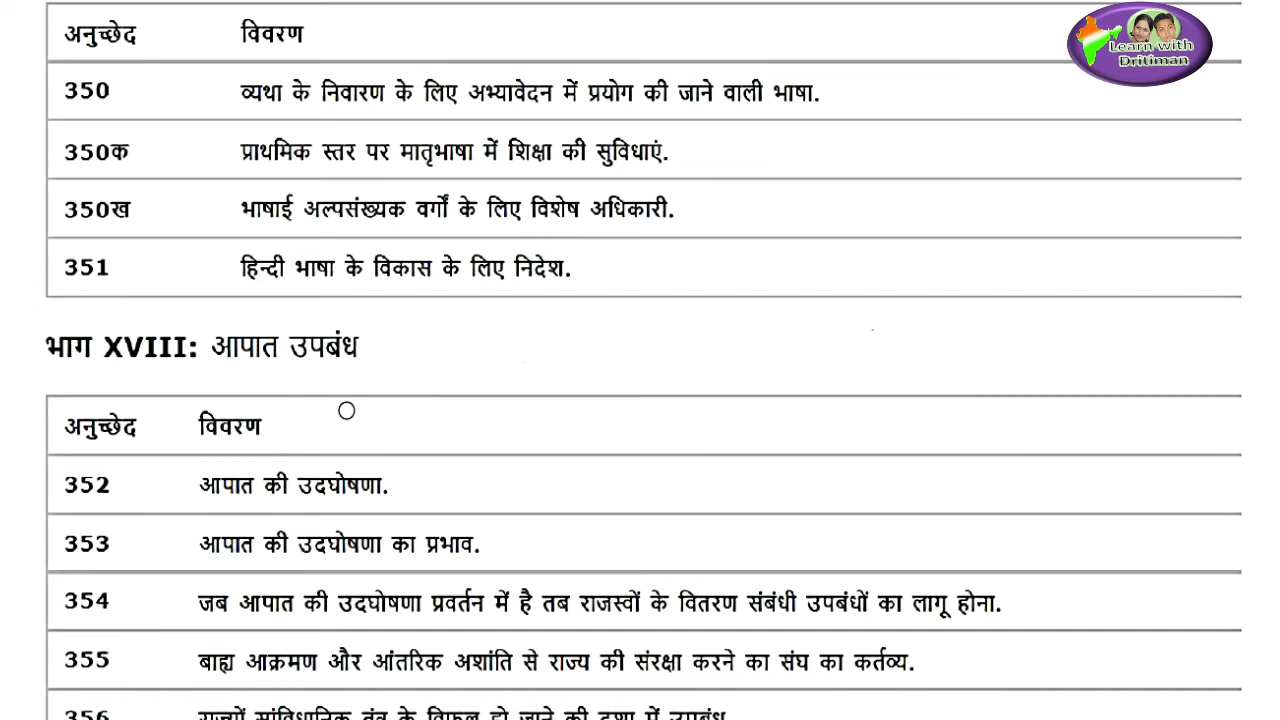 अनुच्छेद विवरण
Learn with
Dritiman
350 व्यथा के निवारण के लिए अभ्यावेदन में प्रयोग की जाने वाली भाषा.
350क प्राथमिक स्तर पर मातृभाषा में शिक्षा की सुविधाएं.
350ख भाषाई अल्पसंख्यक वर्गों के लिए विशेष अधिकारी.
351 हिन्दी भाषा के विकास के लिए निदेश.
भाग XVIII: आपात उपबंध
अनुच्छेद विवरण
352 आपात की उदघोषणा.
353 आपात की उदघोषणा का प्रभाव.
354 जब आपात की उदघोषणा प्रवर्तन में है तब राजस्वों के वितरण संबंधी उपबंधों का लागू होना.
355 बाह्य आक्रमण और आंतरिक अशांति से राज्य की संरक्षा करने का संघ का कर्तव्य.
356 राज्यों सांविधानिक तंत्र के विफल हो जाने की दशा में उपबंध